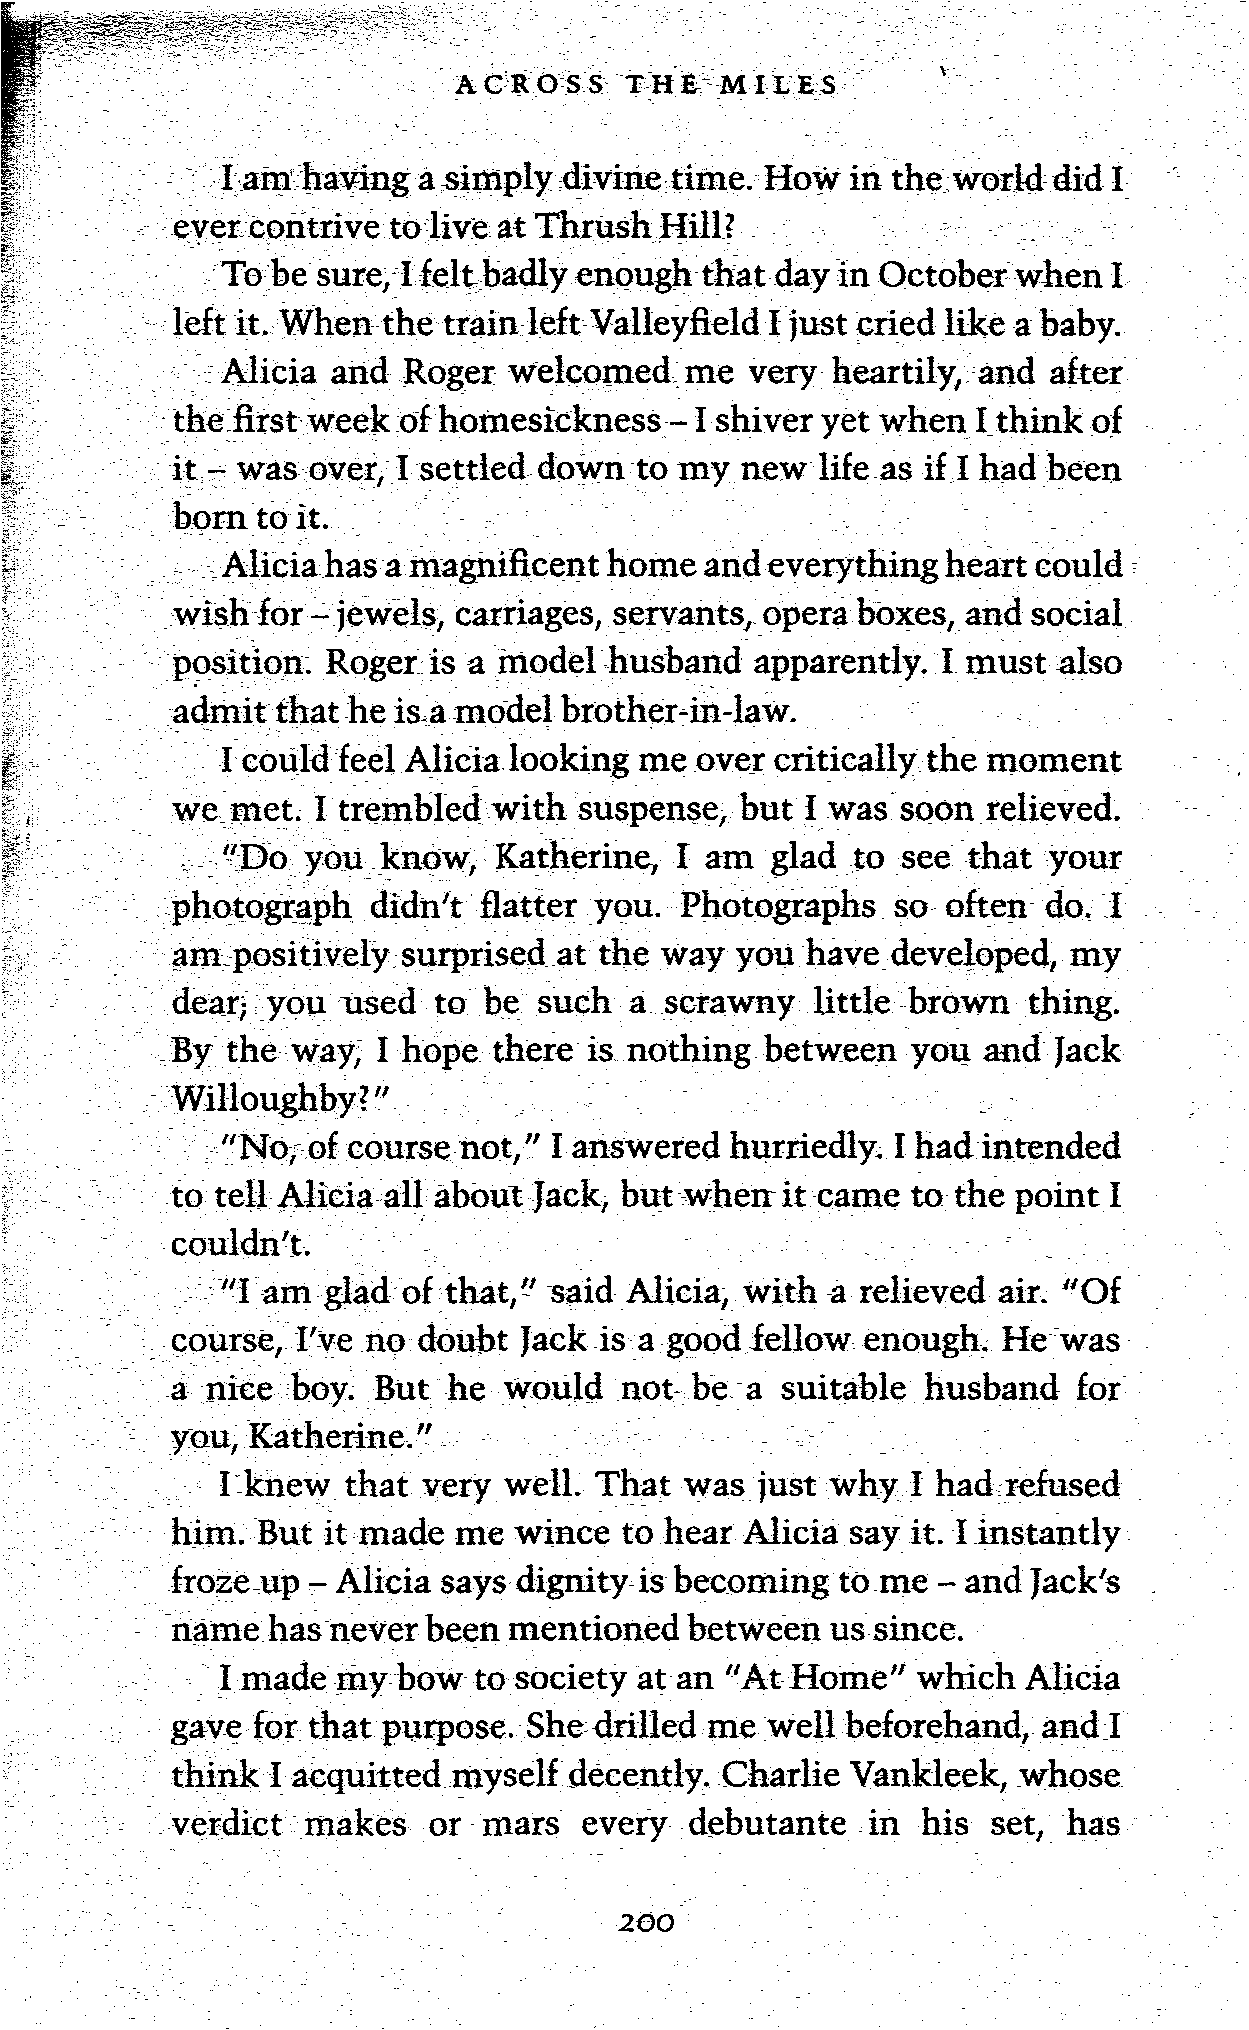 ACROSS THE MILES
I am having a simply divine time. How in the world did I
ever contrive to live at Thrush Hill?
To be sure, I felt badly enough that day in October when I
left it. When the train left Valleyfield I just cried like a baby.
Alicia and Roger welcomed me very heartily, and after
the first week of homesickness – I shiver yet when I think of
it – was over, I settled down to my new life as if I had been
born to it.
Alicia has a magnificent home and everything heart could
wish for – jewels, carriages, servants, opera boxes, and social
position. Roger is a model husband apparently. I must also
admit that he is a model brother-in-law.
I could feel Alicia looking me over critically the moment
we met. I trembled with suspense, but I was soon relieved.
"Do you know, Katherine, I am glad to see that your
photograph didn't flatter you. Photographs so often do. I
am positively surprised at the way you have developed, my
dear; you used to be such a scrawny little brown thing.
By the way, I hope there is nothing between you and Jack
Willoughby?"
"No, of course not," I answered hurriedly. I had intended
to tell Alicia all about Jack, but when it came to the point I
couldn't.
"I am glad of that," said Alicia, with a relieved air. "Of
course, I've no doubt Jack is a good fellow enough. He was
a nice boy. But he would not be a suitable husband for
you, Katherine."
I knew that very well. That was just why I had refused
him. But it made me wince to hear Alicia say it. I instantly
froze up – Alicia says dignity is becoming to me – and Jack's
name has never been mentioned between us since.
I made my bow to society at an "At Home" which Alicia
gave for that purpose. She drilled me well beforehand, and I
think I acquitted myself decently. Charlie Vankleek, whose
verdict makes or mars every debutante in his set, has
200